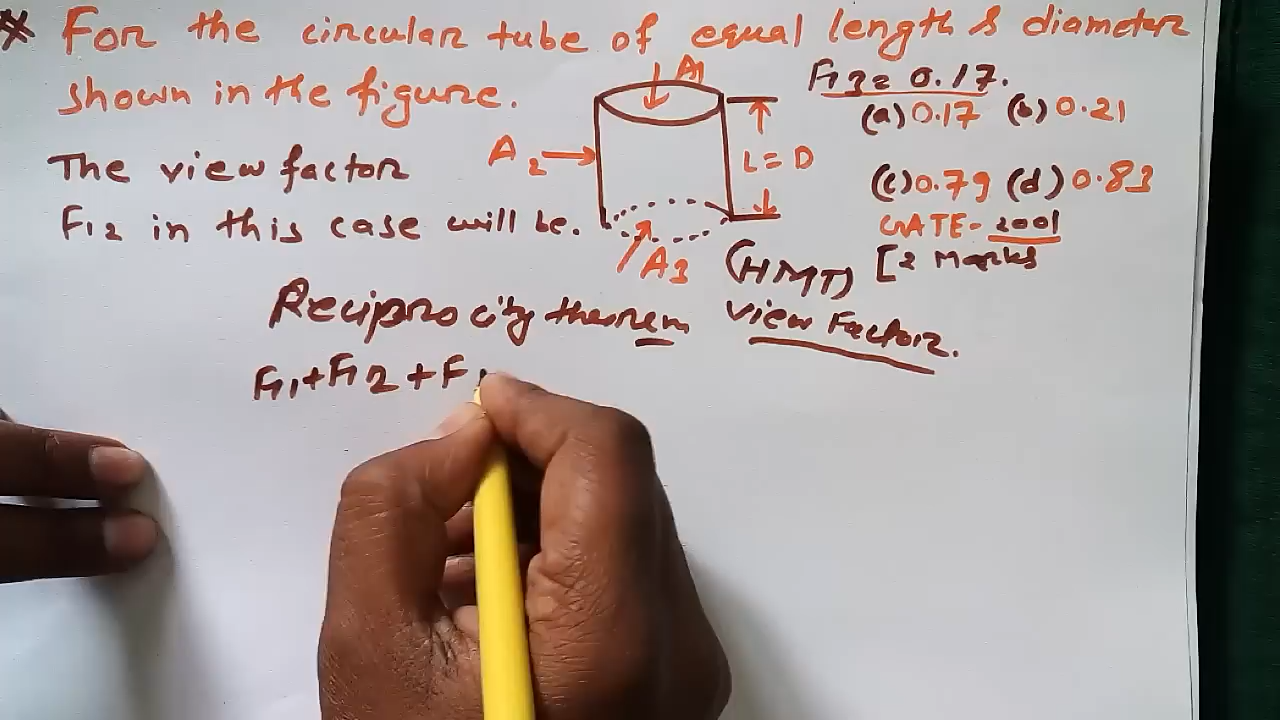 * For the circular tube of equal length & diameter
shown in the figure.
A1
F13 = 0.17.
(a) 0.17 (b) 0.21
The view factor
A2
L = D
(c) 0.79 (d) 0.83
F12 in this case will be.
GATE- 2001
A3
(HMT)
[2 Marks
Reciprocity theorem
view Factor.
F11 + F12 + F